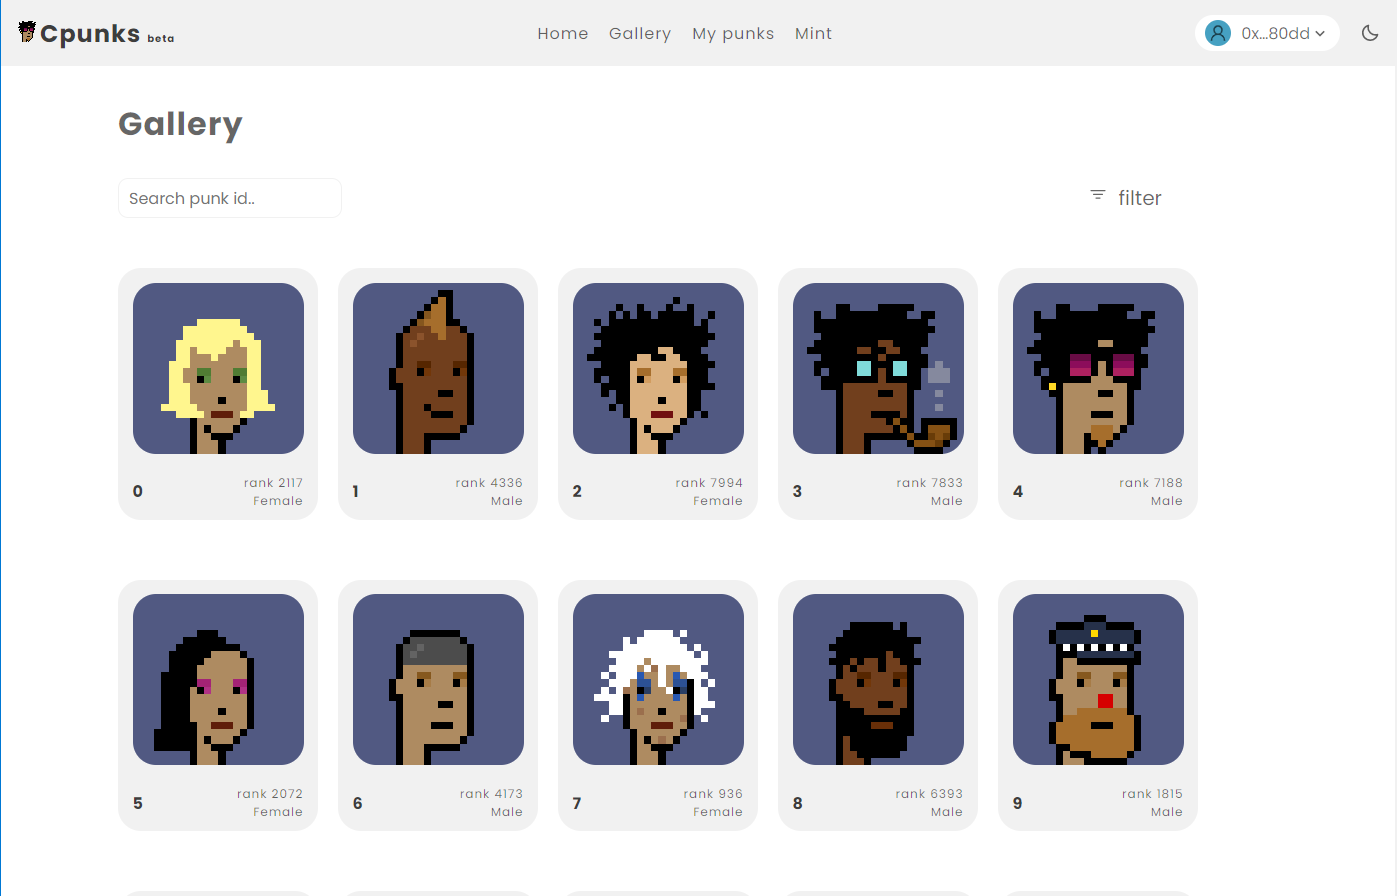 Cpunks beta
Home Gallery My punks Mint
0x...80dd
Gallery
Search punk id..
filter
0 rank 2117 Female
1 rank 4336 Male
2 rank 7994 Female
3 rank 7833 Male
4 rank 7188 Male
5 rank 2072 Female
6 rank 4173 Male
7 rank 936 Female
8 rank 6393 Male
9 rank 1815 Male